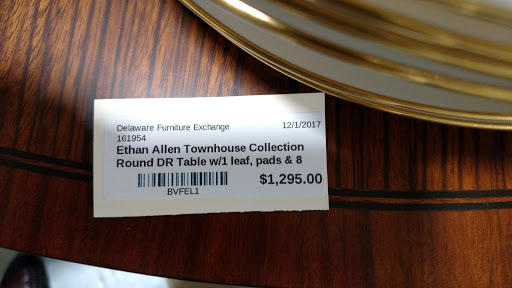 Delaware Furniture Exchange 12/1/2017
161954
Ethan Allen Townhouse Collection
Round DR Table w/1 leaf, pads & 8
$1,295.00
BVFEL1